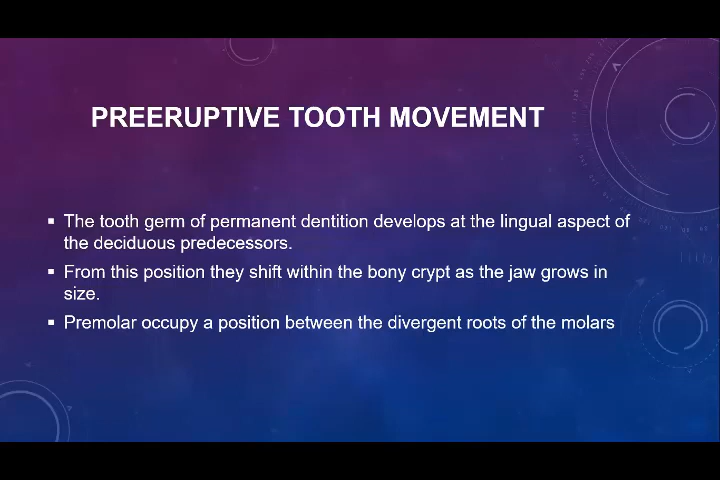 PREERUPTIVE TOOTH MOVEMENT
▪ The tooth germ of permanent dentition develops at the lingual aspect of
the deciduous predecessors.
▪ From this position they shift within the bony crypt as the jaw grows in
size.
▪ Premolar occupy a position between the divergent roots of the molars